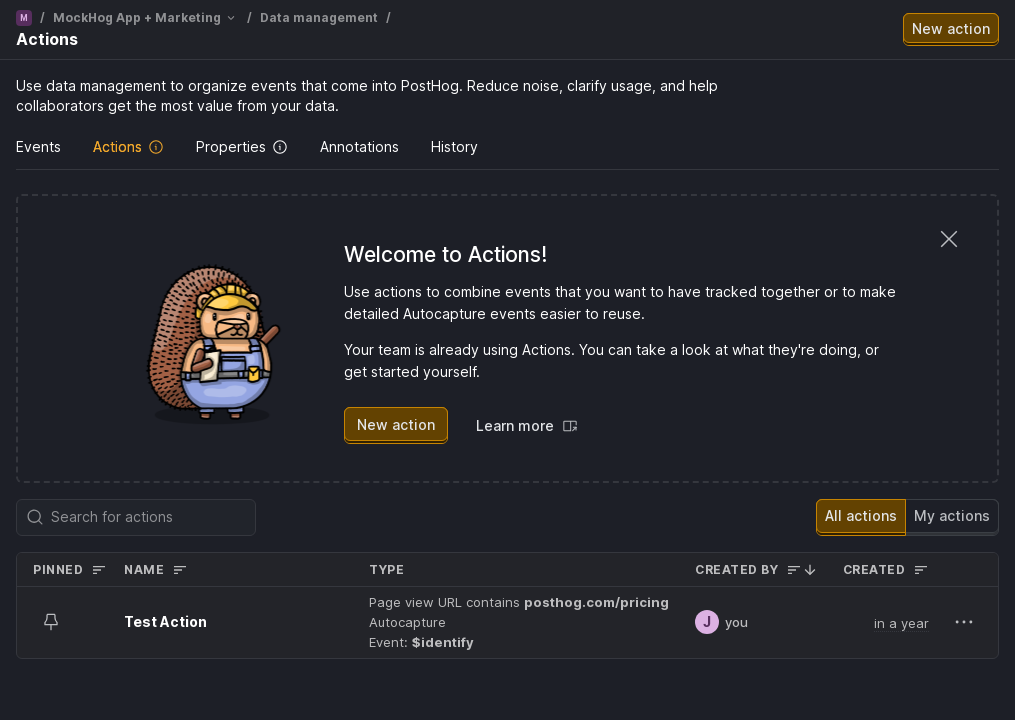 M / MockHog App + Marketing / Data management /
Actions
New action
Use data management to organize events that come into PostHog. Reduce noise, clarify usage, and help
collaborators get the most value from your data.
Events Actions Properties Annotations History
Welcome to Actions!
Use actions to combine events that you want to have tracked together or to make
detailed Autocapture events easier to reuse.
Your team is already using Actions. You can take a look at what they're doing, or
get started yourself.
New action Learn more
Search for actions
All actions My actions
PINNED NAME TYPE CREATED BY CREATED
Test Action
Page view URL contains posthog.com/pricing
Autocapture
Event: $identify
J you
in a year